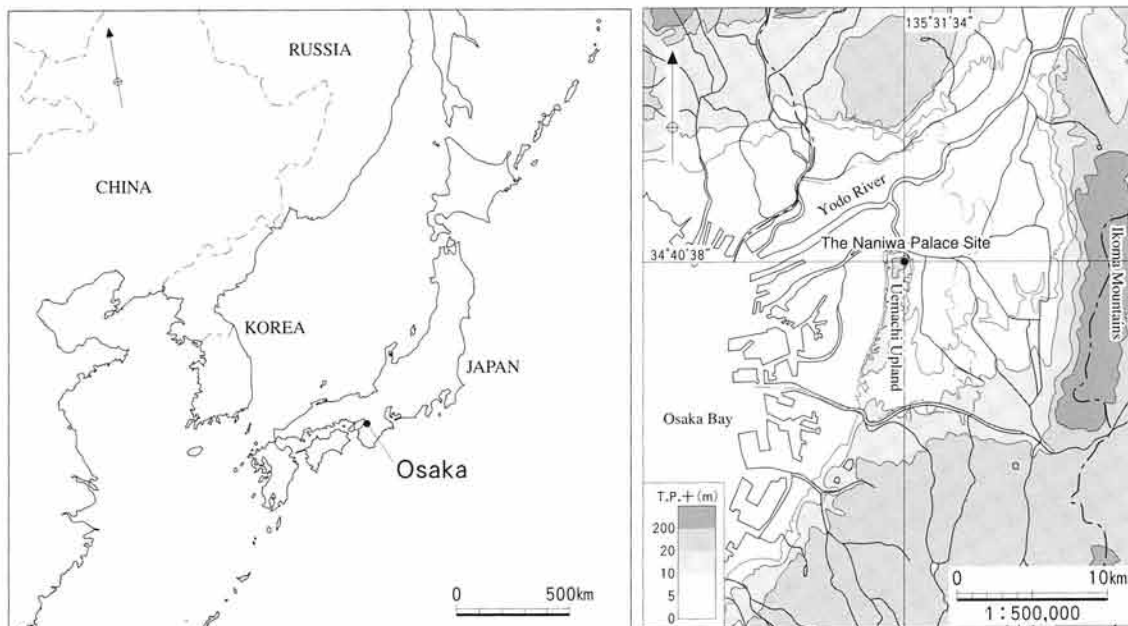 RUSSIA
CHINA
KOREA
JAPAN
Osaka
0 500km
135°31'34"
Yodo River
The Naniwa Palace Site
34°40'38"
Uemachi Upland
Ikoma Mountains
Osaka Bay
T.P.+(m)
200
20
10
5
0
0 10km
1:500,000